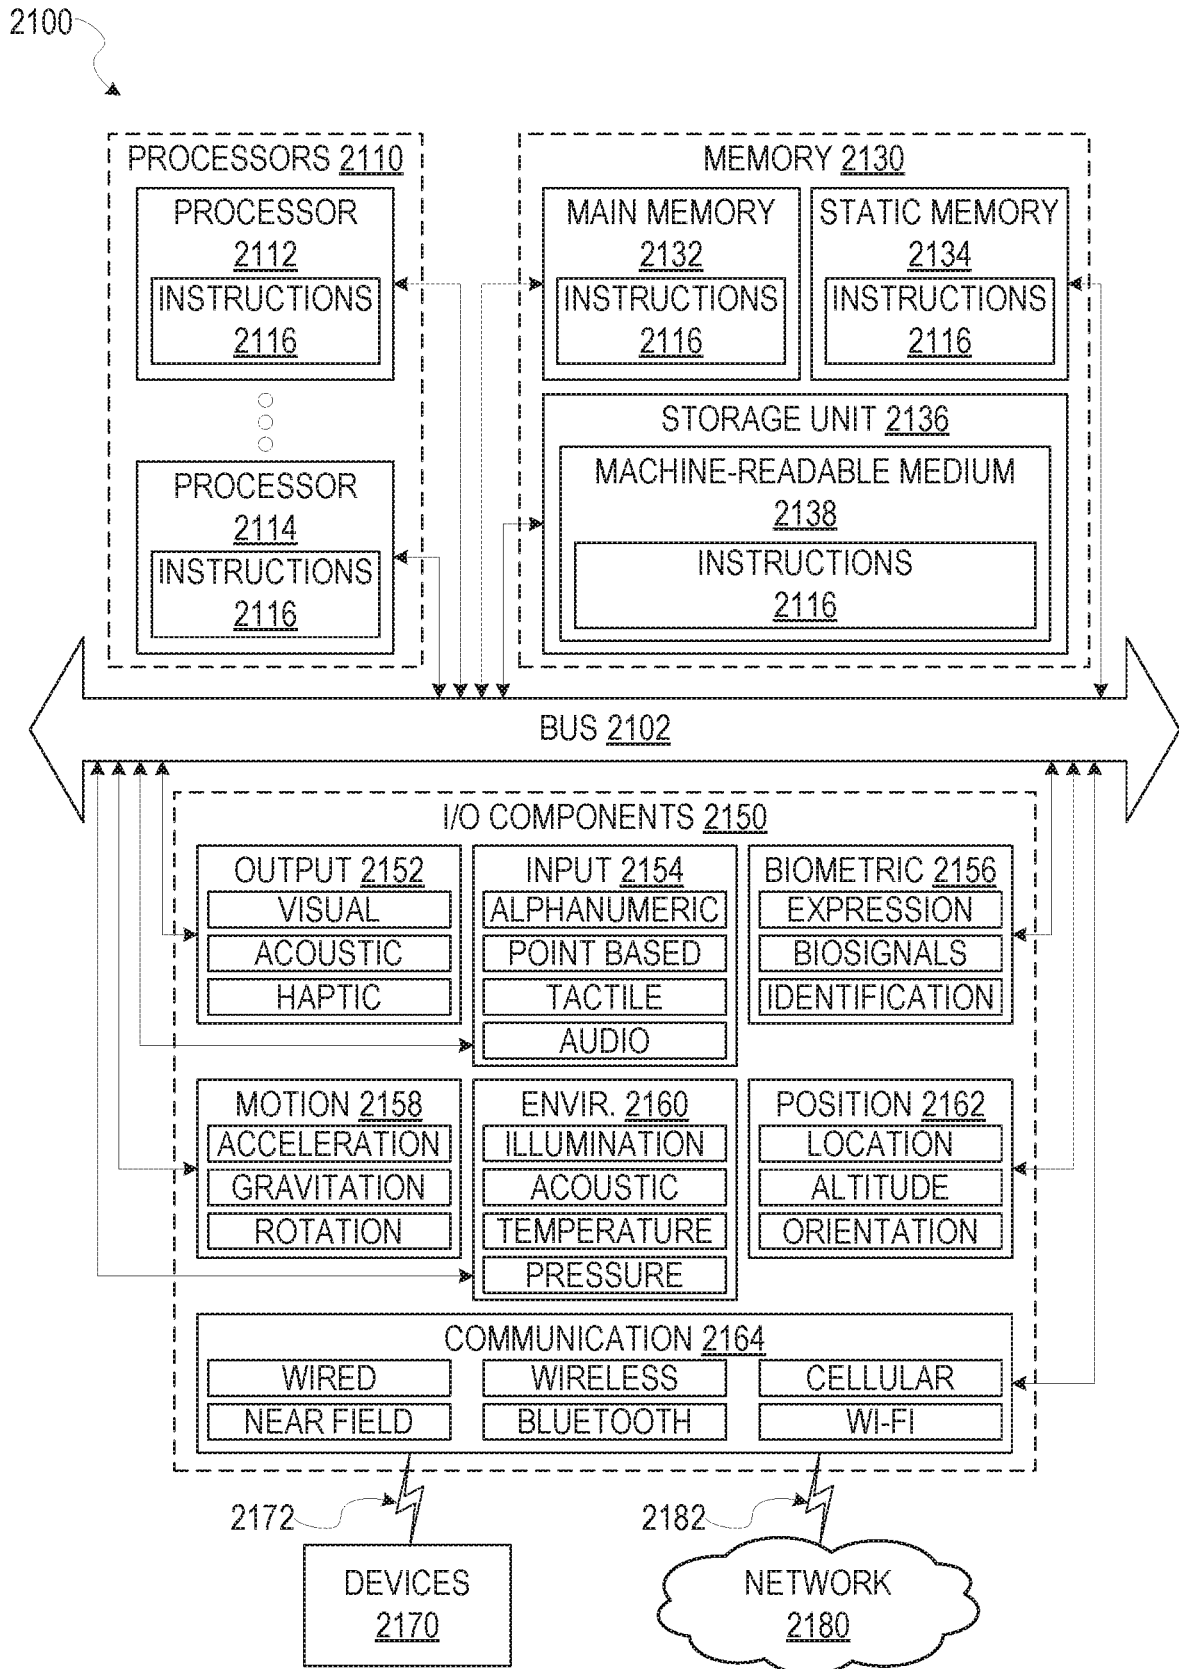 2100
PROCESSORS 2110
PROCESSOR
2112
INSTRUCTIONS
2116
PROCESSOR
2114
INSTRUCTIONS
2116
MEMORY 2130
MAIN MEMORY
2132
INSTRUCTIONS
2116
STATIC MEMORY
2134
INSTRUCTIONS
2116
STORAGE UNIT 2136
MACHINE-READABLE MEDIUM
2138
INSTRUCTIONS
2116
BUS 2102
I/O COMPONENTS 2150
OUTPUT 2152
VISUAL
ACOUSTIC
HAPTIC
INPUT 2154
ALPHANUMERIC
POINT BASED
TACTILE
AUDIO
BIOMETRIC 2156
EXPRESSION
BIOSIGNALS
IDENTIFICATION
MOTION 2158
ACCELERATION
GRAVITATION
ROTATION
ENVIR. 2160
ILLUMINATION
ACOUSTIC
TEMPERATURE
PRESSURE
POSITION 2162
LOCATION
ALTITUDE
ORIENTATION
COMMUNICATION 2164
WIRED
WIRELESS
CELLULAR
NEAR FIELD
BLUETOOTH
WI-FI
2172
2182
DEVICES
2170
NETWORK
2180